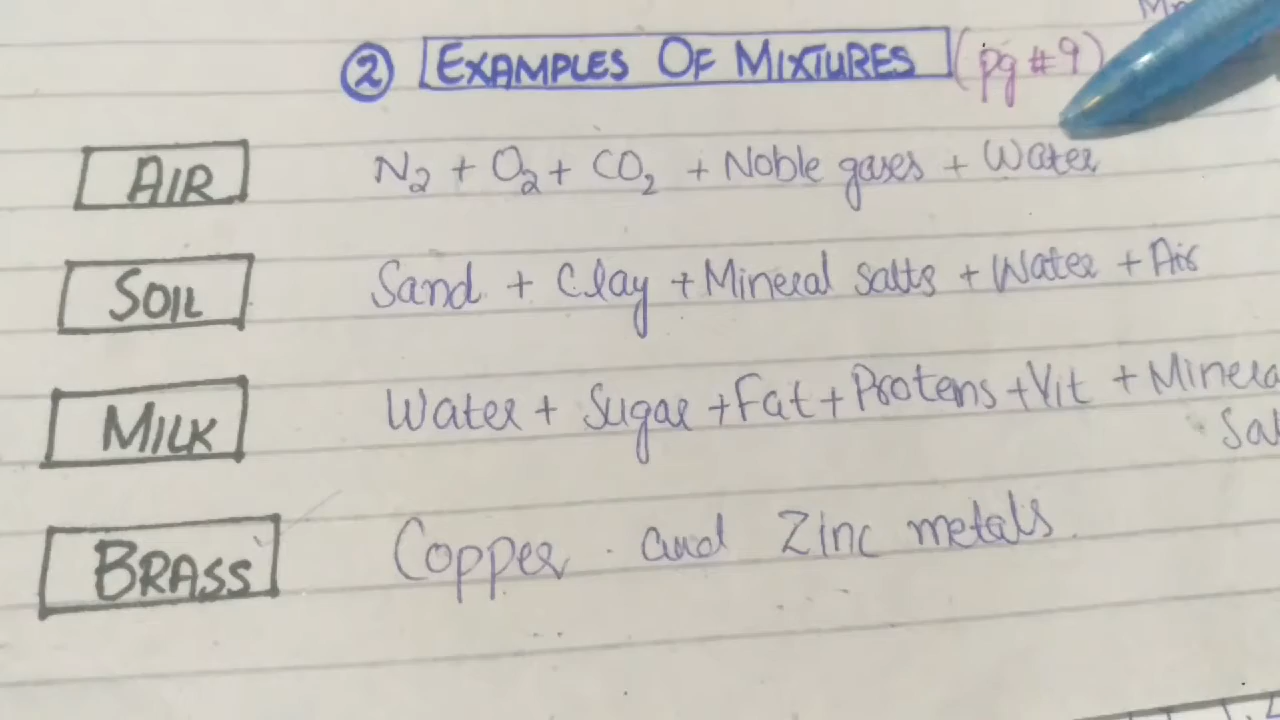 ② EXAMPLES OF MIXTURES (pg #9)
AIR N₂ + O₂ + CO₂ + Noble gases + Water
SOIL Sand + Clay + Mineral salts + Water + Air
MILK Water + Sugar + Fat + Protens + Vit + Minera
Sal
BRASS Copper and Zinc metals.